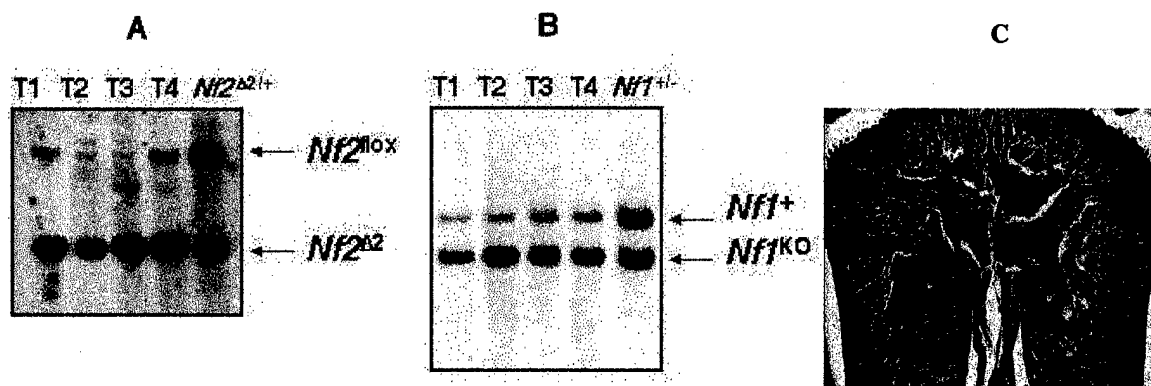 A
T1 T2 T3 T4 Nf2Δ2/+
Nf2flox
Nf2Δ2
B
T1 T2 T3 T4 Nf1+/-
Nf1+
Nf1KO
C